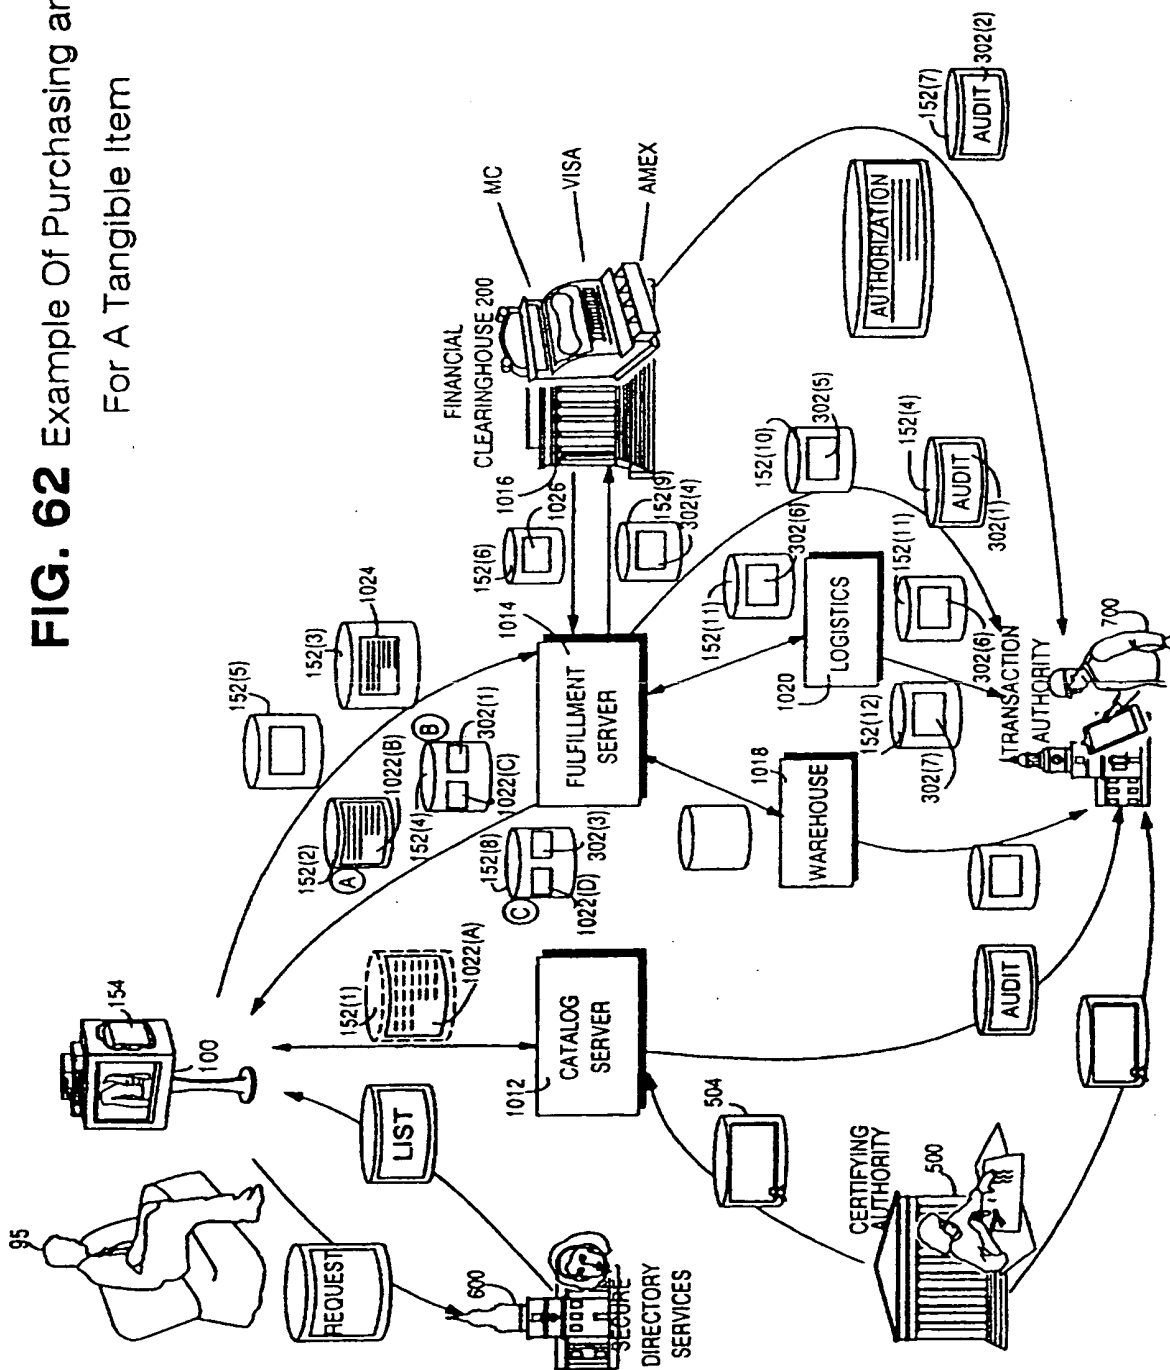 FIG. 62 Example Of Purchasing
For A Tangible Item
95
154
100
REQUEST
LIST
600
SECURE
DIRECTORY
SERVICES
152(1)
1022(A)
1012
CATALOG
SERVER
504
CERTIFYING
AUTHORITY
500
152(5)
152(3)
1024
152(2)
A
1022(B)
152(4)
B
302(1)
1022(C)
152(8)
C
302(3)
1022(D)
1014
FULFILLMENT
SERVER
FINANCIAL
CLEARINGHOUSE 200
MC
VISA
AMEX
1016
1026
152(6)
152(9)
302(4)
152(10)
302(5)
152(11)
302(6)
1020
LOGISTICS
152(11)
302(6)
1018
WAREHOUSE
152(12)
302(7)
AUTHORIZATION
152(7)
AUDIT
302(2)
152(4)
AUDIT
302(1)
TRANSACTION
AUTHORITY
700
AUDIT